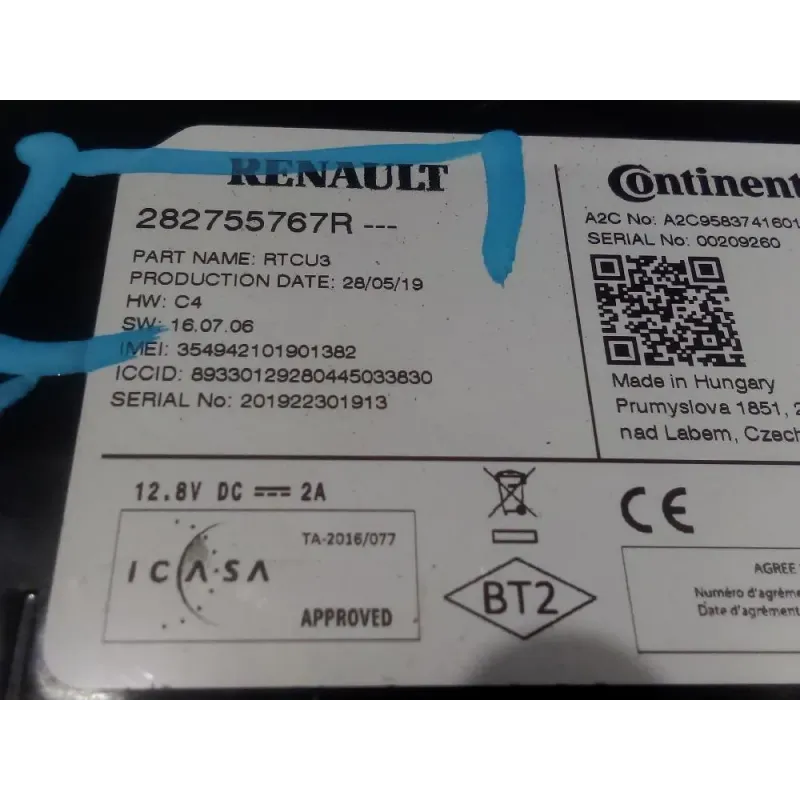 RENAULT
282755767R ---
PART NAME: RTCU3
PRODUCTION DATE: 28/05/19
HW: C4
SW: 16.07.06
IMEI: 354942101901382
ICCID: 89330129280445033830
SERIAL No: 201922301913
Continent
A2C No: A2C9583741601
SERIAL No: 00209260
Made in Hungary
Prumyslova 1851, 2
nad Labem, Czech
12.8V DC 2A
TA-2016/077
ICASA
APPROVED
BT2
CE
AGREE
Numéro d'agréme
Date d'agrément